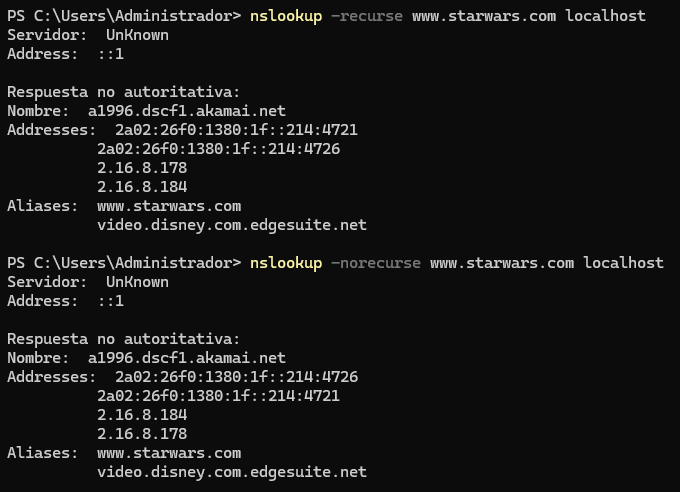 PS C:\Users\Administrador> nslookup -recurse www.starwars.com localhost
Servidor:  UnKnown
Address:  ::1

Respuesta no autoritativa:
Nombre:  a1996.dscf1.akamai.net
Addresses:  2a02:26f0:1380:1f::214:4721
          2a02:26f0:1380:1f::214:4726
          2.16.8.178
          2.16.8.184
Aliases:  www.starwars.com
          video.disney.com.edgesuite.net

PS C:\Users\Administrador> nslookup -norecurse www.starwars.com localhost
Servidor:  UnKnown
Address:  ::1

Respuesta no autoritativa:
Nombre:  a1996.dscf1.akamai.net
Addresses:  2a02:26f0:1380:1f::214:4726
          2a02:26f0:1380:1f::214:4721
          2.16.8.184
          2.16.8.178
Aliases:  www.starwars.com
          video.disney.com.edgesuite.net